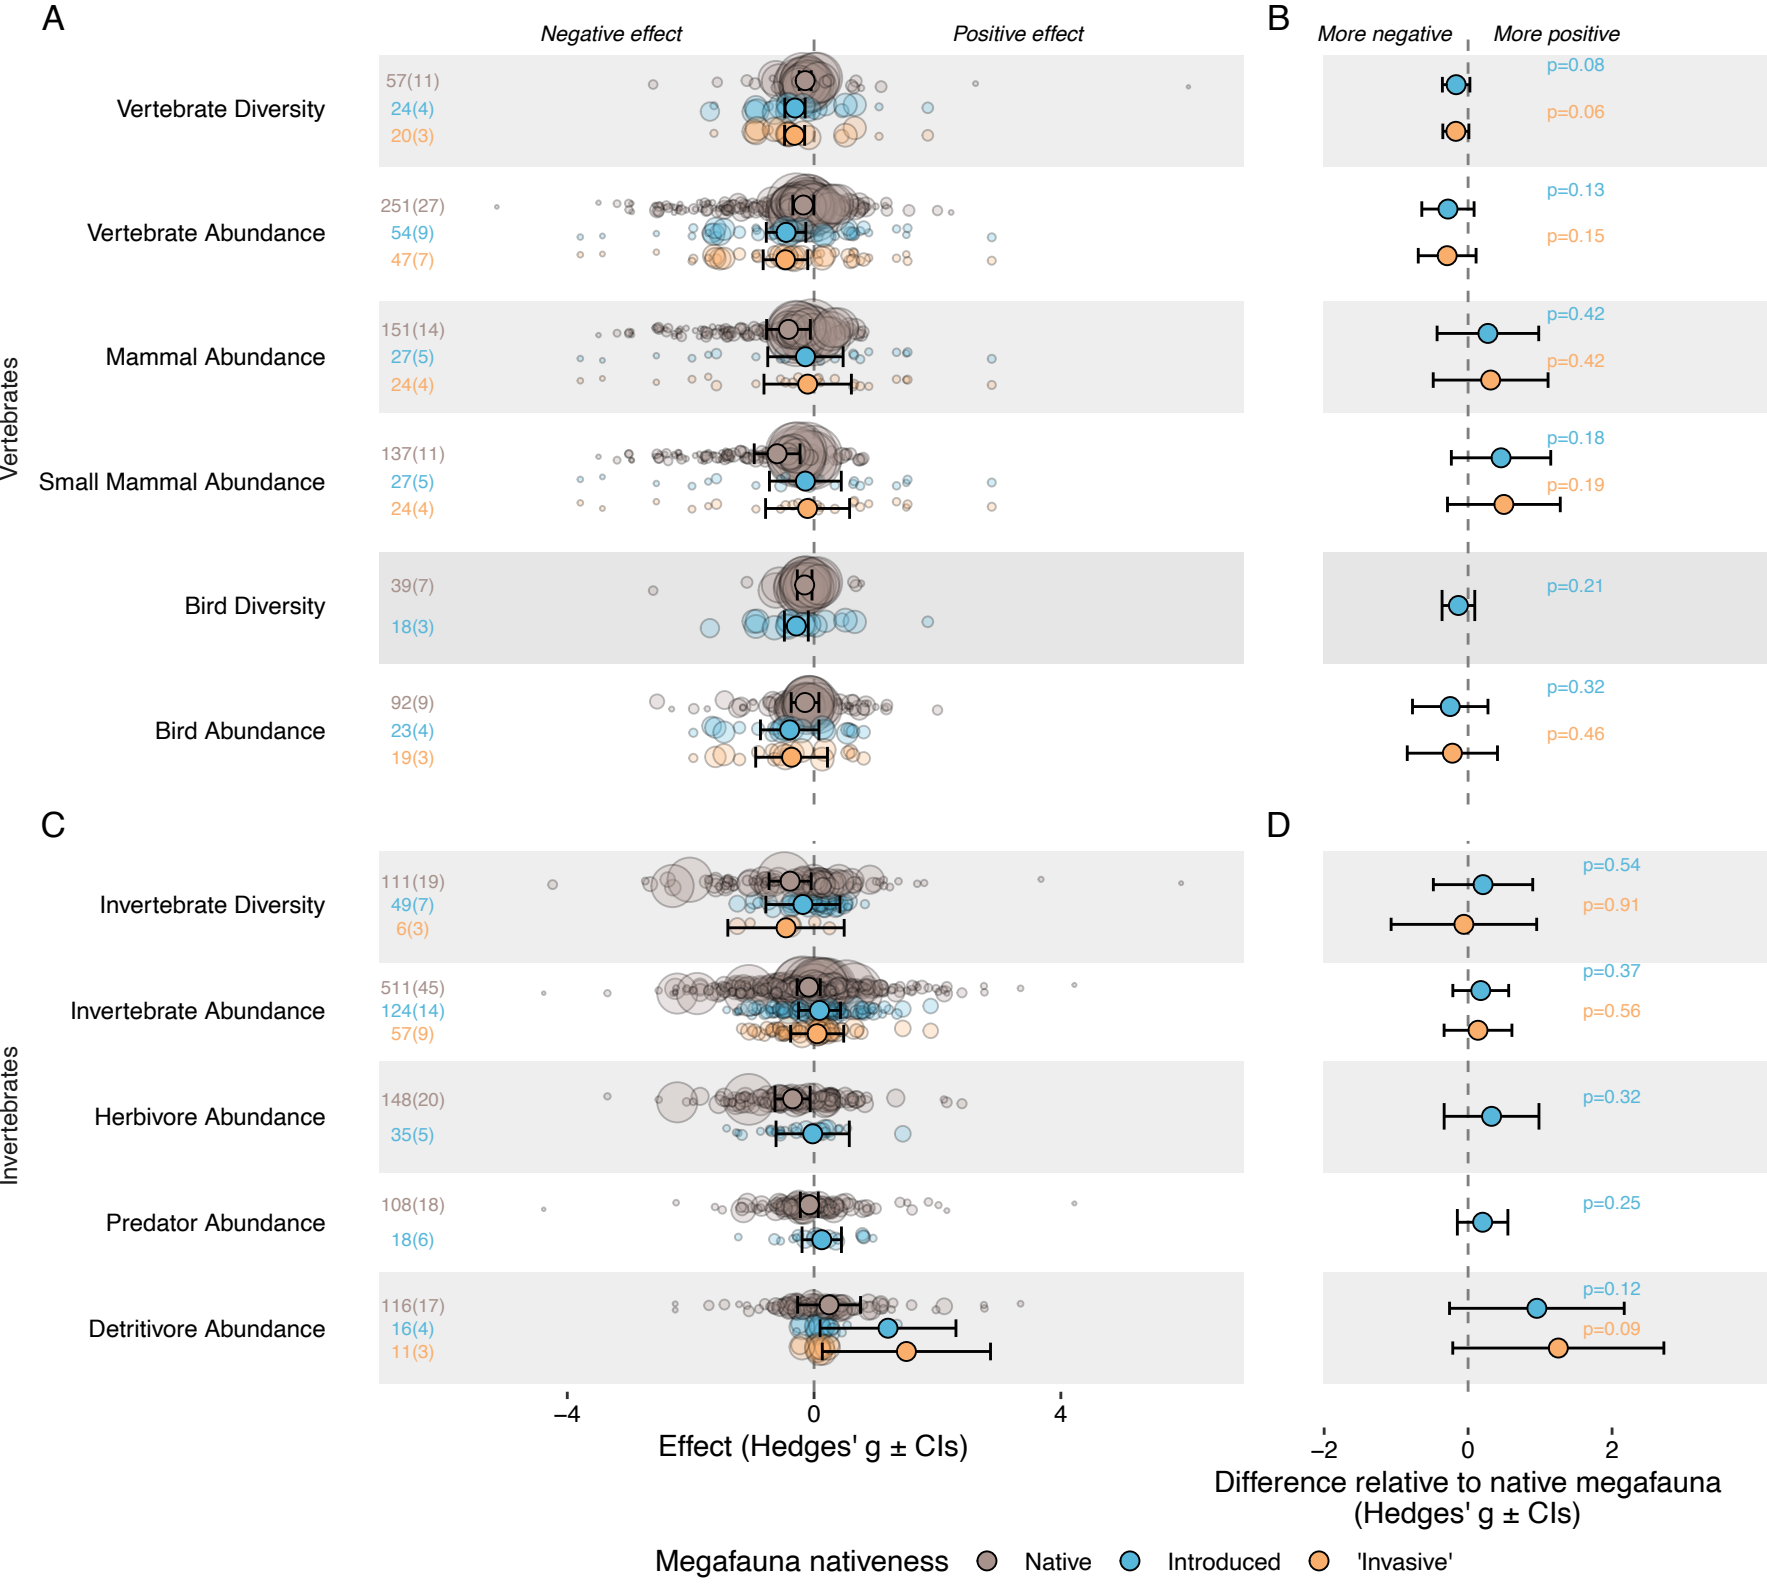 A
B
Negative effect
Positive effect
More negative
More positive
Vertebrates
Vertebrate Diversity
57(11)
24(4)
20(3)
p=0.08
p=0.06
Vertebrate Abundance
251(27)
54(9)
47(7)
p=0.13
p=0.15
Mammal Abundance
151(14)
27(5)
24(4)
p=0.42
p=0.42
Small Mammal Abundance
137(11)
27(5)
24(4)
p=0.18
p=0.19
Bird Diversity
39(7)
18(3)
p=0.21
Bird Abundance
92(9)
23(4)
19(3)
p=0.32
p=0.46
C
D
Invertebrates
Invertebrate Diversity
111(19)
49(7)
6(3)
p=0.54
p=0.91
Invertebrate Abundance
511(45)
124(14)
57(9)
p=0.37
p=0.56
Herbivore Abundance
148(20)
35(5)
p=0.32
Predator Abundance
108(18)
18(6)
p=0.25
Detritivore Abundance
116(17)
16(4)
11(3)
p=0.12
p=0.09
−4 0 4
Effect (Hedges' g ± CIs)
−2 0 2
Difference relative to native megafauna
(Hedges' g ± CIs)
Megafauna nativeness Native Introduced 'Invasive'